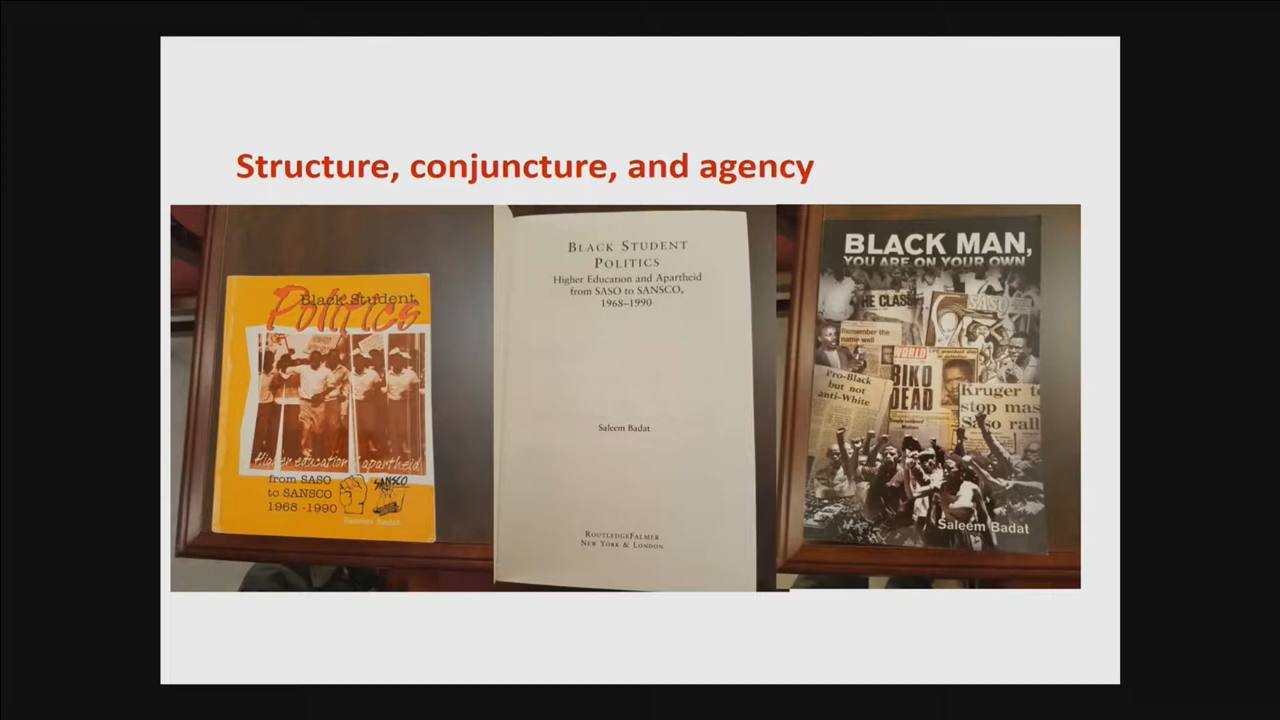 Structure, conjuncture, and agency
Black Student
Politics
Higher education & apartheid
from SASO
to SANSCO
1968 -1990
SANSCO
Saleem Badat
BLACK STUDENT
POLITICS
Higher Education and Apartheid
from SASO to SANSCO,
1968–1990
Saleem Badat
ROUTLEDGEFALMER
NEW YORK & LONDON
BLACK MAN,
YOU ARE ON YOUR OWN
THE CLASS
SASO
Remember the
name well
WORLD
BIKO
DEAD
Pro-Black
but not
anti-White
Kruger to
stop mas
Saso rall
Saleem Badat